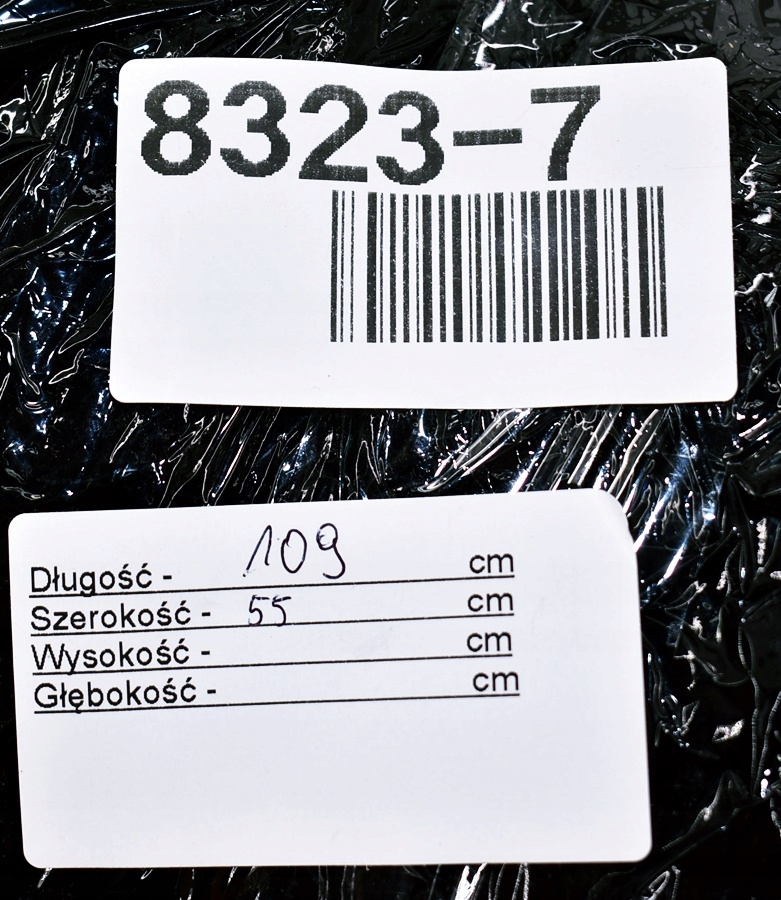 8323-7
Długość - 109 cm
Szerokość - 55 cm
Wysokość - cm
Głębokość - cm